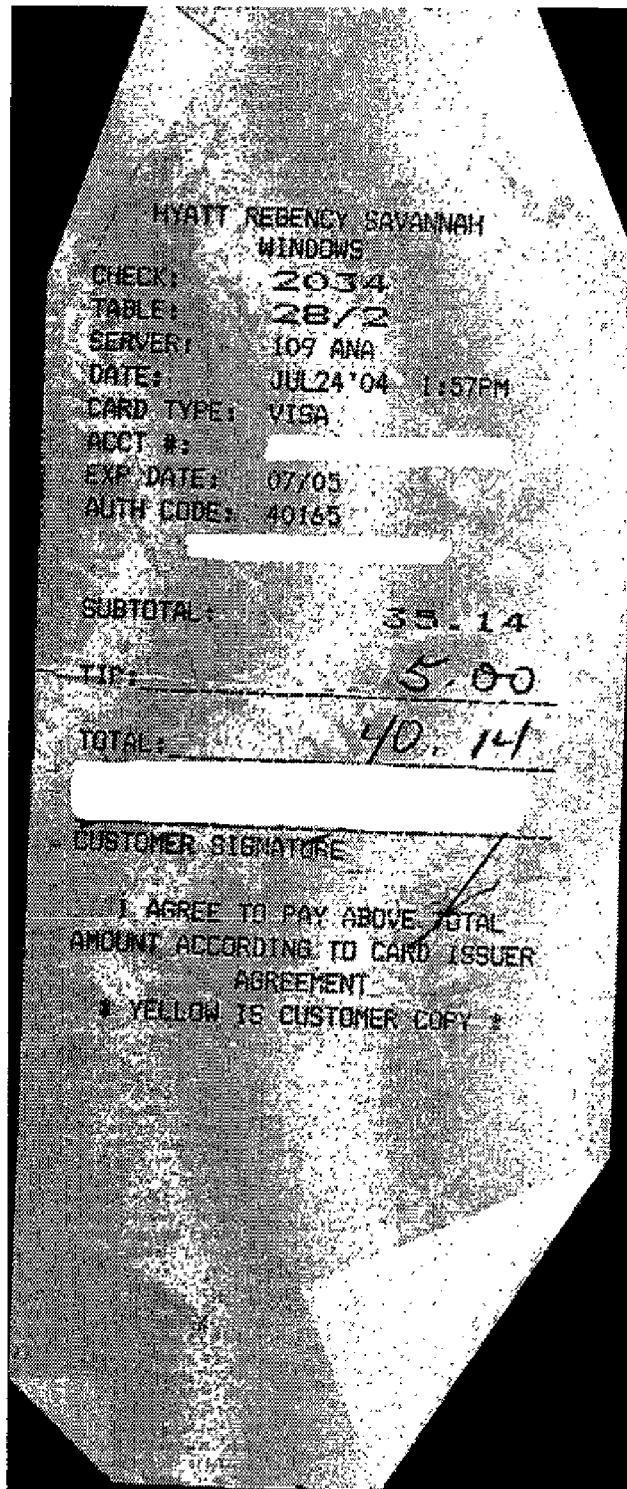 HYATT REGENCY SAVANNAH
WINDOWS
CHECK: 2034
TABLE: 28/2
SERVER: 109 ANA
DATE: JUL24'04 1:57PM
CARD TYPE: VISA
ACCT #:
EXP DATE: 07/05
AUTH CODE: 40165
SUBTOTAL: 35.14
TIP: 5.00
TOTAL: 40.14
CUSTOMER SIGNATURE
I AGREE TO PAY ABOVE TOTAL
AMOUNT ACCORDING TO CARD ISSUER
AGREEMENT
* YELLOW IS CUSTOMER COPY *